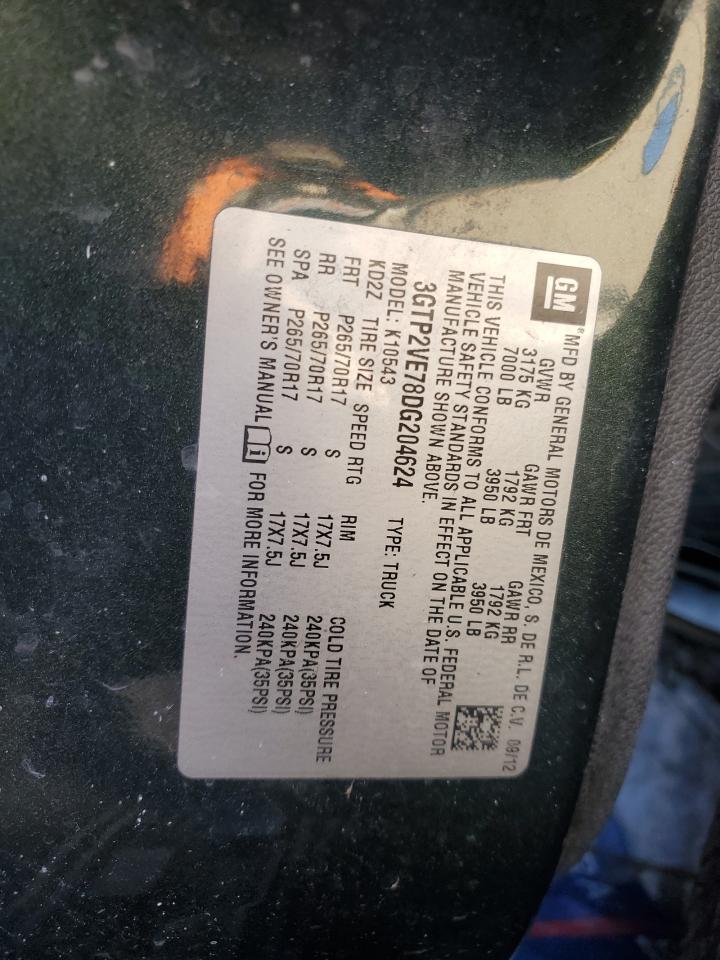 GM® MFD BY GENERAL MOTORS DE MEXICO, S. DE R.L. DE C.V. 09/12
GVWR GAWR FRT GAWR RR
3175 KG 1792 KG 1792 KG
7000 LB 3950 LB 3950 LB
THIS VEHICLE CONFORMS TO ALL APPLICABLE U.S. FEDERAL MOTOR
VEHICLE SAFETY STANDARDS IN EFFECT ON THE DATE OF
MANUFACTURE SHOWN ABOVE.
3GTP2VE78DG204624 TYPE: TRUCK
MODEL: K10543
KD2Z TIRE SIZE SPEED RTG RIM COLD TIRE PRESSURE
FRT P265/70R17 S 17X7.5J 240KPA(35PSI)
RR P265/70R17 S 17X7.5J 240KPA(35PSI)
SPA P265/70R17 S 17X7.5J 240KPA(35PSI)
SEE OWNER'S MANUAL i FOR MORE INFORMATION.